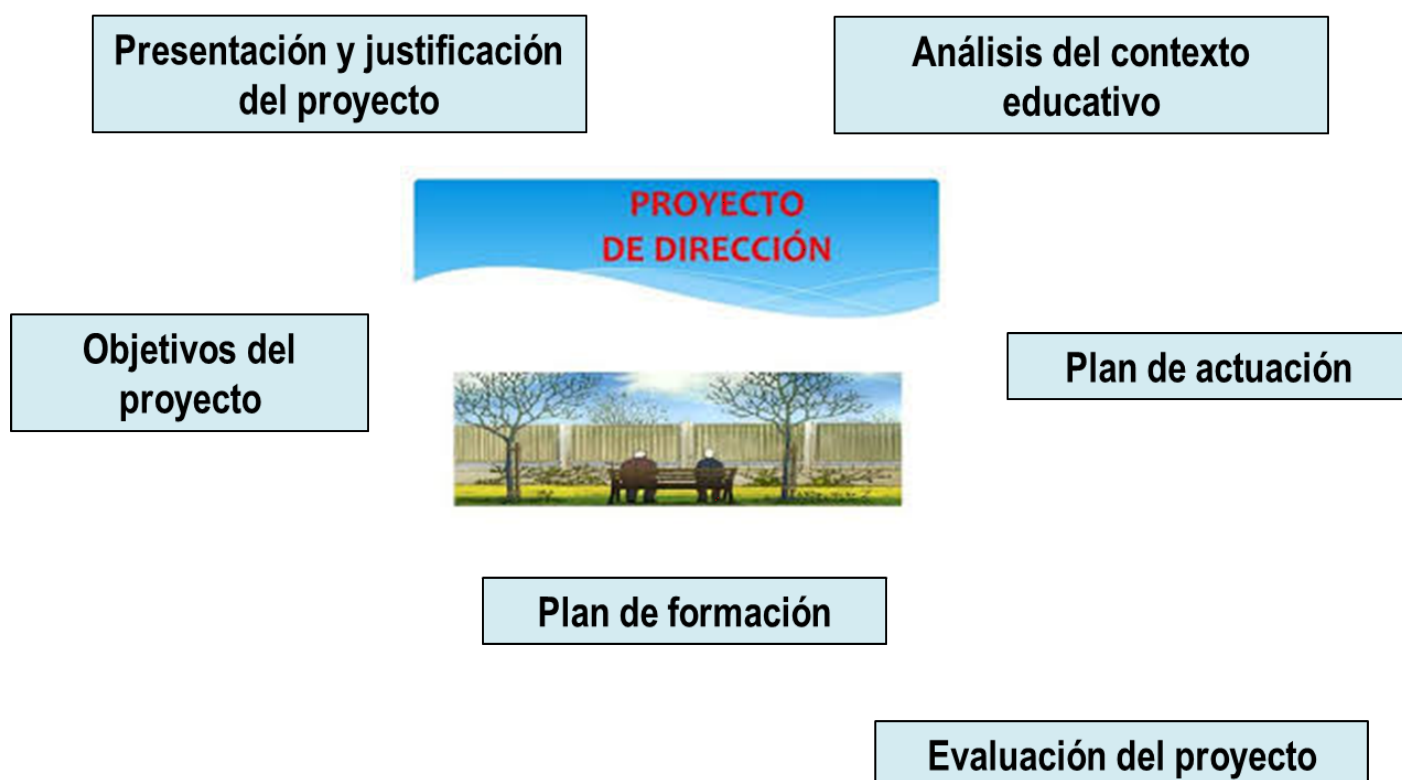 Presentación y justificación
del proyecto
Análisis del contexto
educativo
PROYECTO
DE DIRECCIÓN
Objetivos del
proyecto
Plan de actuación
Plan de formación
Evaluación del proyecto